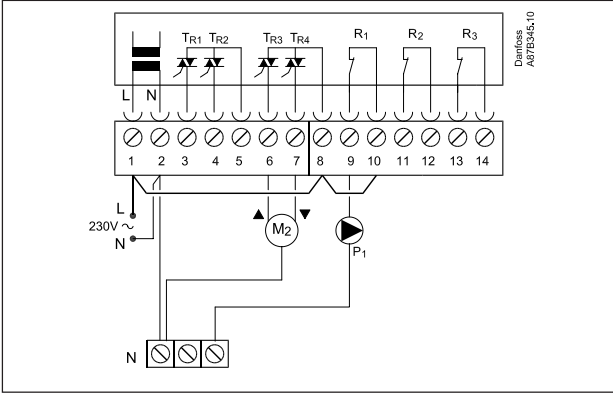 TR1 TR2 TR3 TR4 R1 R2 R3
Danfoss
A87B345.10
L N
1 2 3 4 5 6 7 8 9 10 11 12 13 14
L
230V ~
N
M2
P1
N